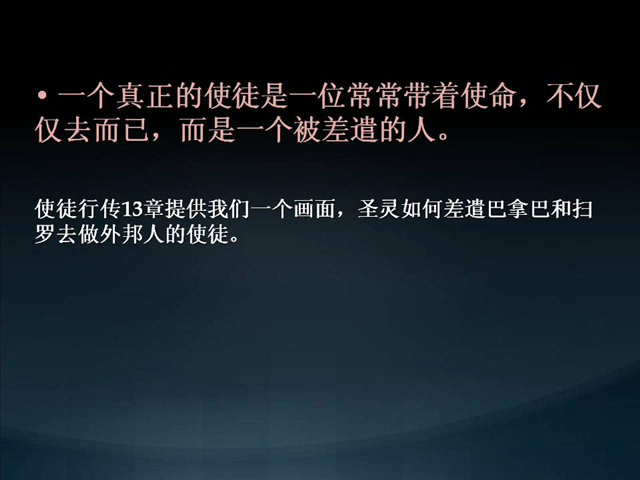 • 一个真正的使徒是一位常常带着使命，不仅
仅去而已，而是一个被差遣的人。
使徒行传13章提供我们一个画面，圣灵如何差遣巴拿巴和扫
罗去做外邦人的使徒。